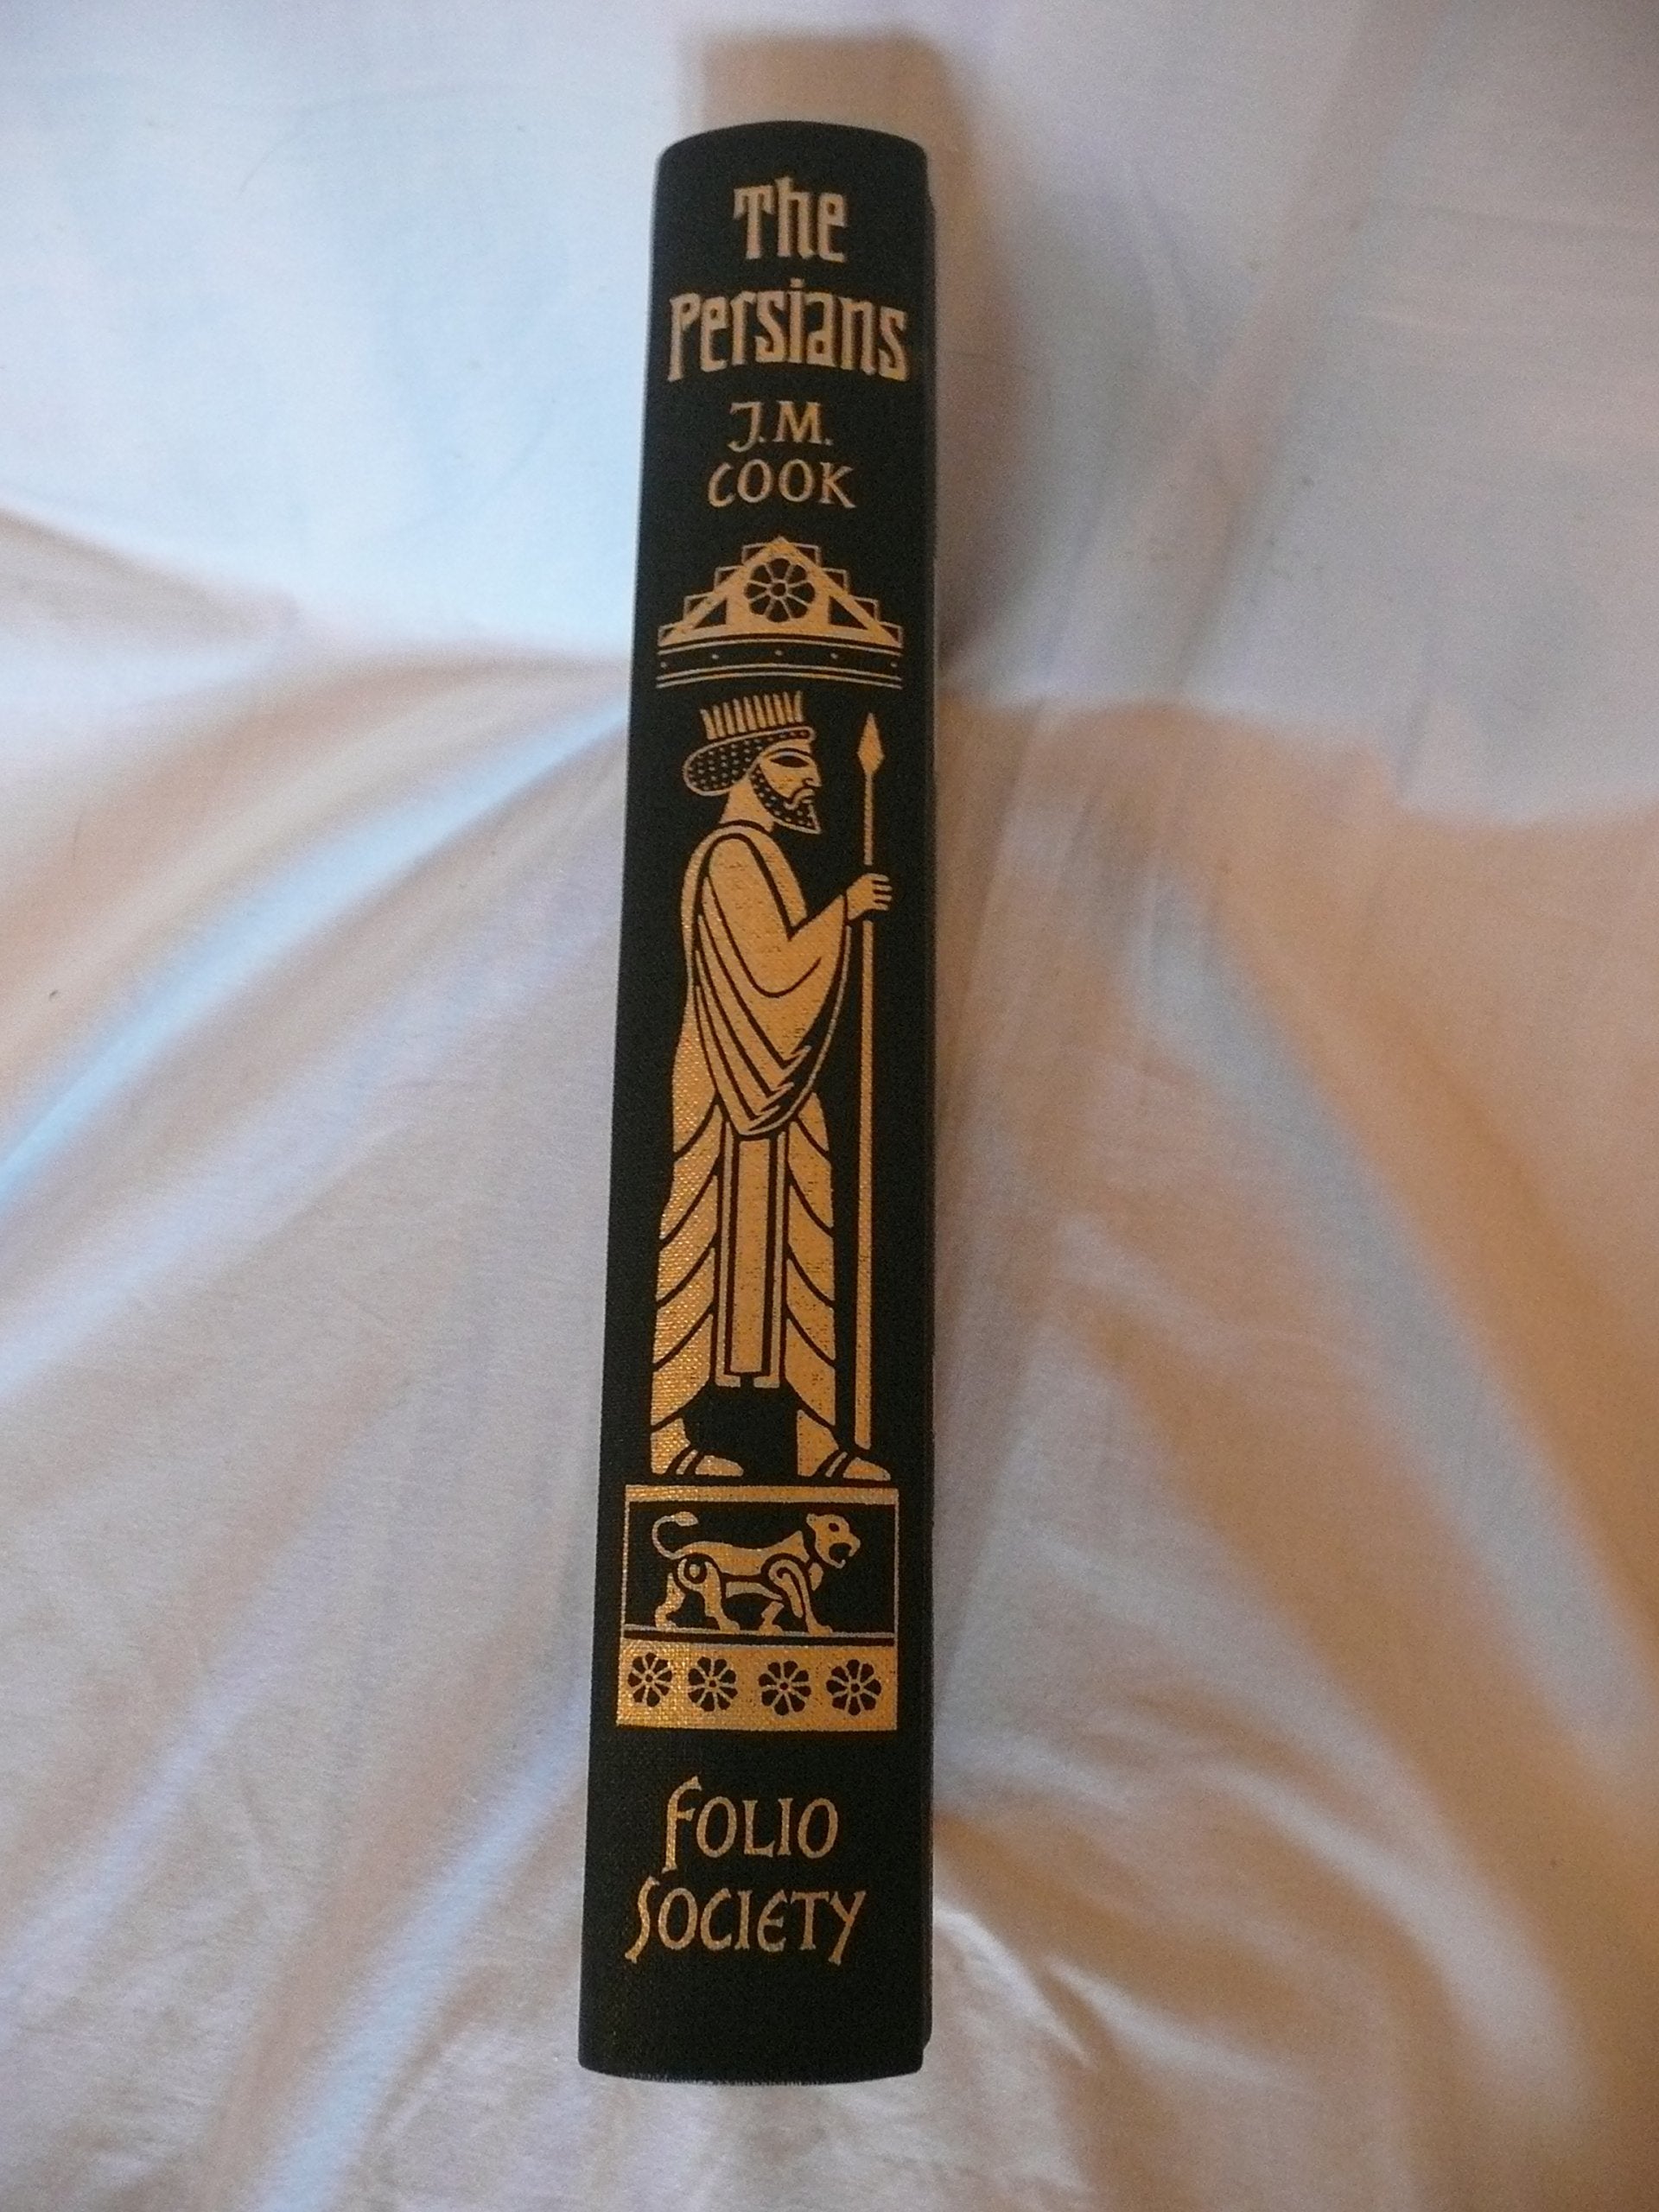 The
Persians
J.M.
COOK
FOLIO
SOCIETY